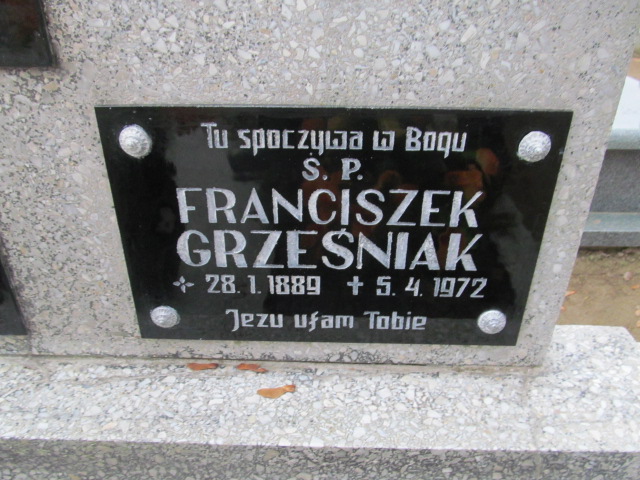 Tu spoczywa w Bogu
Ś. P.
FRANCISZEK
GRZEŚNIAK
✣ 28.1.1889 ✝ 5.4.1972
Jezu ufam Tobie